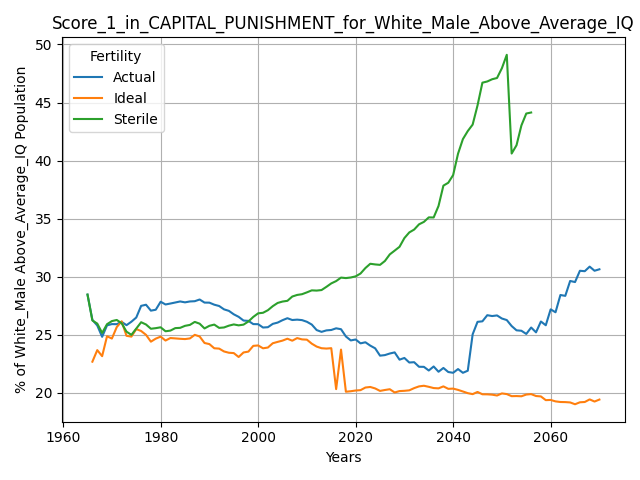 Score_1_in_CAPITAL_PUNISHMENT_for_White_Male_Above_Average_IQ
% of White_Male Above_Average_IQ Population
50
45
40
35
30
25
20
Fertility
Actual
Ideal
Sterile
1960
1980
2000
2020
2040
2060
Years